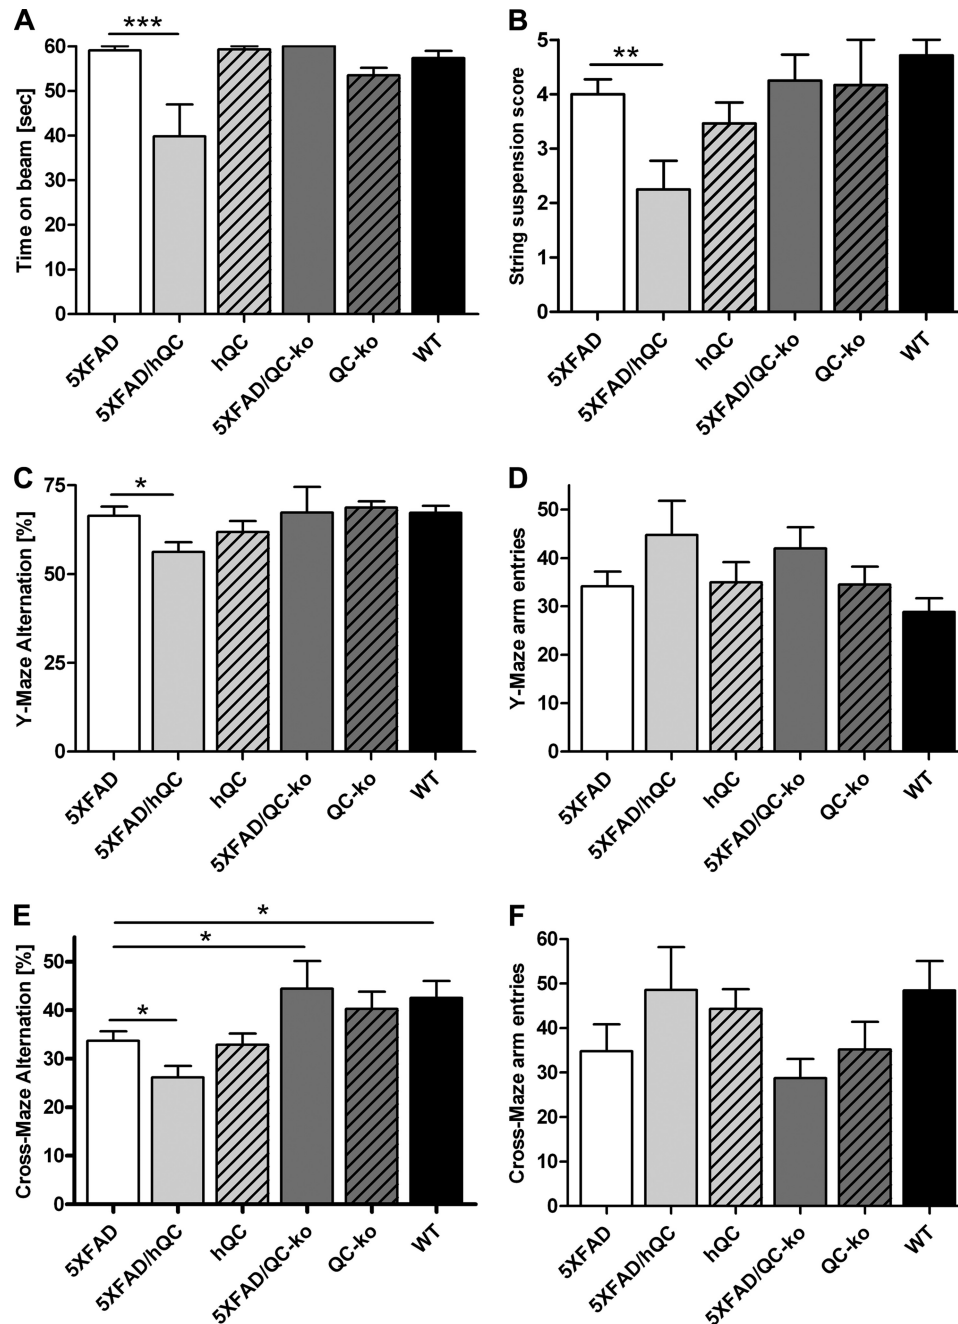 A
***
Time on beam [sec]
60
50
40
30
20
10
0
5XFAD
5XFAD/hQC
hQC
5XFAD/QC-ko
QC-ko
WT
B
**
String suspension score
5
4
3
2
1
0
5XFAD
5XFAD/hQC
hQC
5XFAD/QC-ko
QC-ko
WT
C
*
Y-Maze Alternation [%]
75
50
25
0
5XFAD
5XFAD/hQC
hQC
5XFAD/QC-ko
QC-ko
WT
D
Y-Maze arm entries
50
40
30
20
10
0
5XFAD
5XFAD/hQC
hQC
5XFAD/QC-ko
QC-ko
WT
E
*
*
*
Cross-Maze Alternation [%]
50
40
30
20
10
0
5XFAD
5XFAD/hQC
hQC
5XFAD/QC-ko
QC-ko
WT
F
Cross-Maze arm entries
60
50
40
30
20
10
0
5XFAD
5XFAD/hQC
hQC
5XFAD/QC-ko
QC-ko
WT